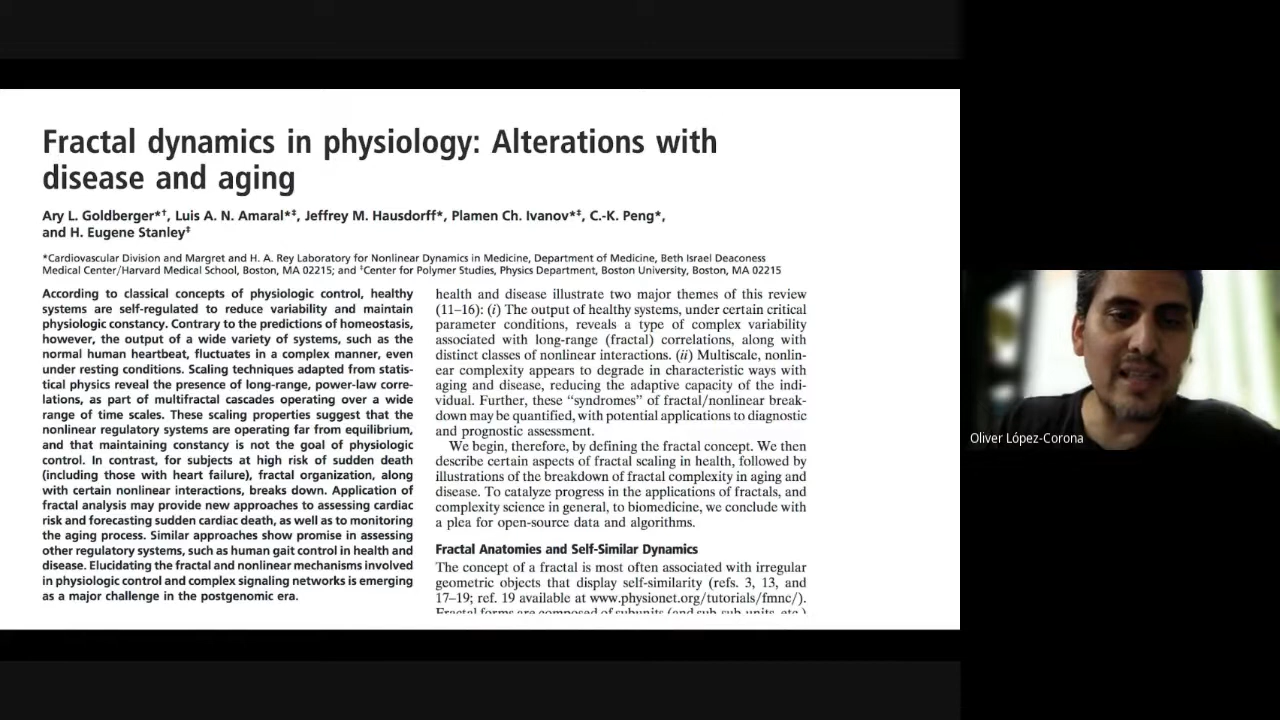 Fractal dynamics in physiology: Alterations with
disease and aging
Ary L. Goldberger*†, Luis A. N. Amaral*‡, Jeffrey M. Hausdorff*, Plamen Ch. Ivanov*‡, C.-K. Peng*,
and H. Eugene Stanley‡
*Cardiovascular Division and Margret and H. A. Rey Laboratory for Nonlinear Dynamics in Medicine, Department of Medicine, Beth Israel Deaconess
Medical Center/Harvard Medical School, Boston, MA 02215; and ‡Center for Polymer Studies, Physics Department, Boston University, Boston, MA 02215
According to classical concepts of physiologic control, healthy
systems are self-regulated to reduce variability and maintain
physiologic constancy. Contrary to the predictions of homeostasis,
however, the output of a wide variety of systems, such as the
normal human heartbeat, fluctuates in a complex manner, even
under resting conditions. Scaling techniques adapted from statis-
tical physics reveal the presence of long-range, power-law corre-
lations, as part of multifractal cascades operating over a wide
range of time scales. These scaling properties suggest that the
nonlinear regulatory systems are operating far from equilibrium,
and that maintaining constancy is not the goal of physiologic
control. In contrast, for subjects at high risk of sudden death
(including those with heart failure), fractal organization, along
with certain nonlinear interactions, breaks down. Application of
fractal analysis may provide new approaches to assessing cardiac
risk and forecasting sudden cardiac death, as well as to monitoring
the aging process. Similar approaches show promise in assessing
other regulatory systems, such as human gait control in health and
disease. Elucidating the fractal and nonlinear mechanisms involved
in physiologic control and complex signaling networks is emerging
as a major challenge in the postgenomic era.
health and disease illustrate two major themes of this review
(11–16): (i) The output of healthy systems, under certain critical
parameter conditions, reveals a type of complex variability
associated with long-range (fractal) correlations, along with
distinct classes of nonlinear interactions. (ii) Multiscale, nonlin-
ear complexity appears to degrade in characteristic ways with
aging and disease, reducing the adaptive capacity of the indi-
vidual. Further, these “syndromes” of fractal/nonlinear break-
down may be quantified, with potential applications to diagnostic
and prognostic assessment.
We begin, therefore, by defining the fractal concept. We then
describe certain aspects of fractal scaling in health, followed by
illustrations of the breakdown of fractal complexity in aging and
disease. To catalyze progress in the applications of fractals, and
complexity science in general, to biomedicine, we conclude with
a plea for open-source data and algorithms.
Fractal Anatomies and Self-Similar Dynamics
The concept of a fractal is most often associated with irregular
geometric objects that display self-similarity (refs. 3, 13, and
17–19; ref. 19 available at www.physionet.org/tutorials/fmnc/).
Fractal forms are composed of subunits (and sub-sub-units, etc.)
Oliver López-Corona